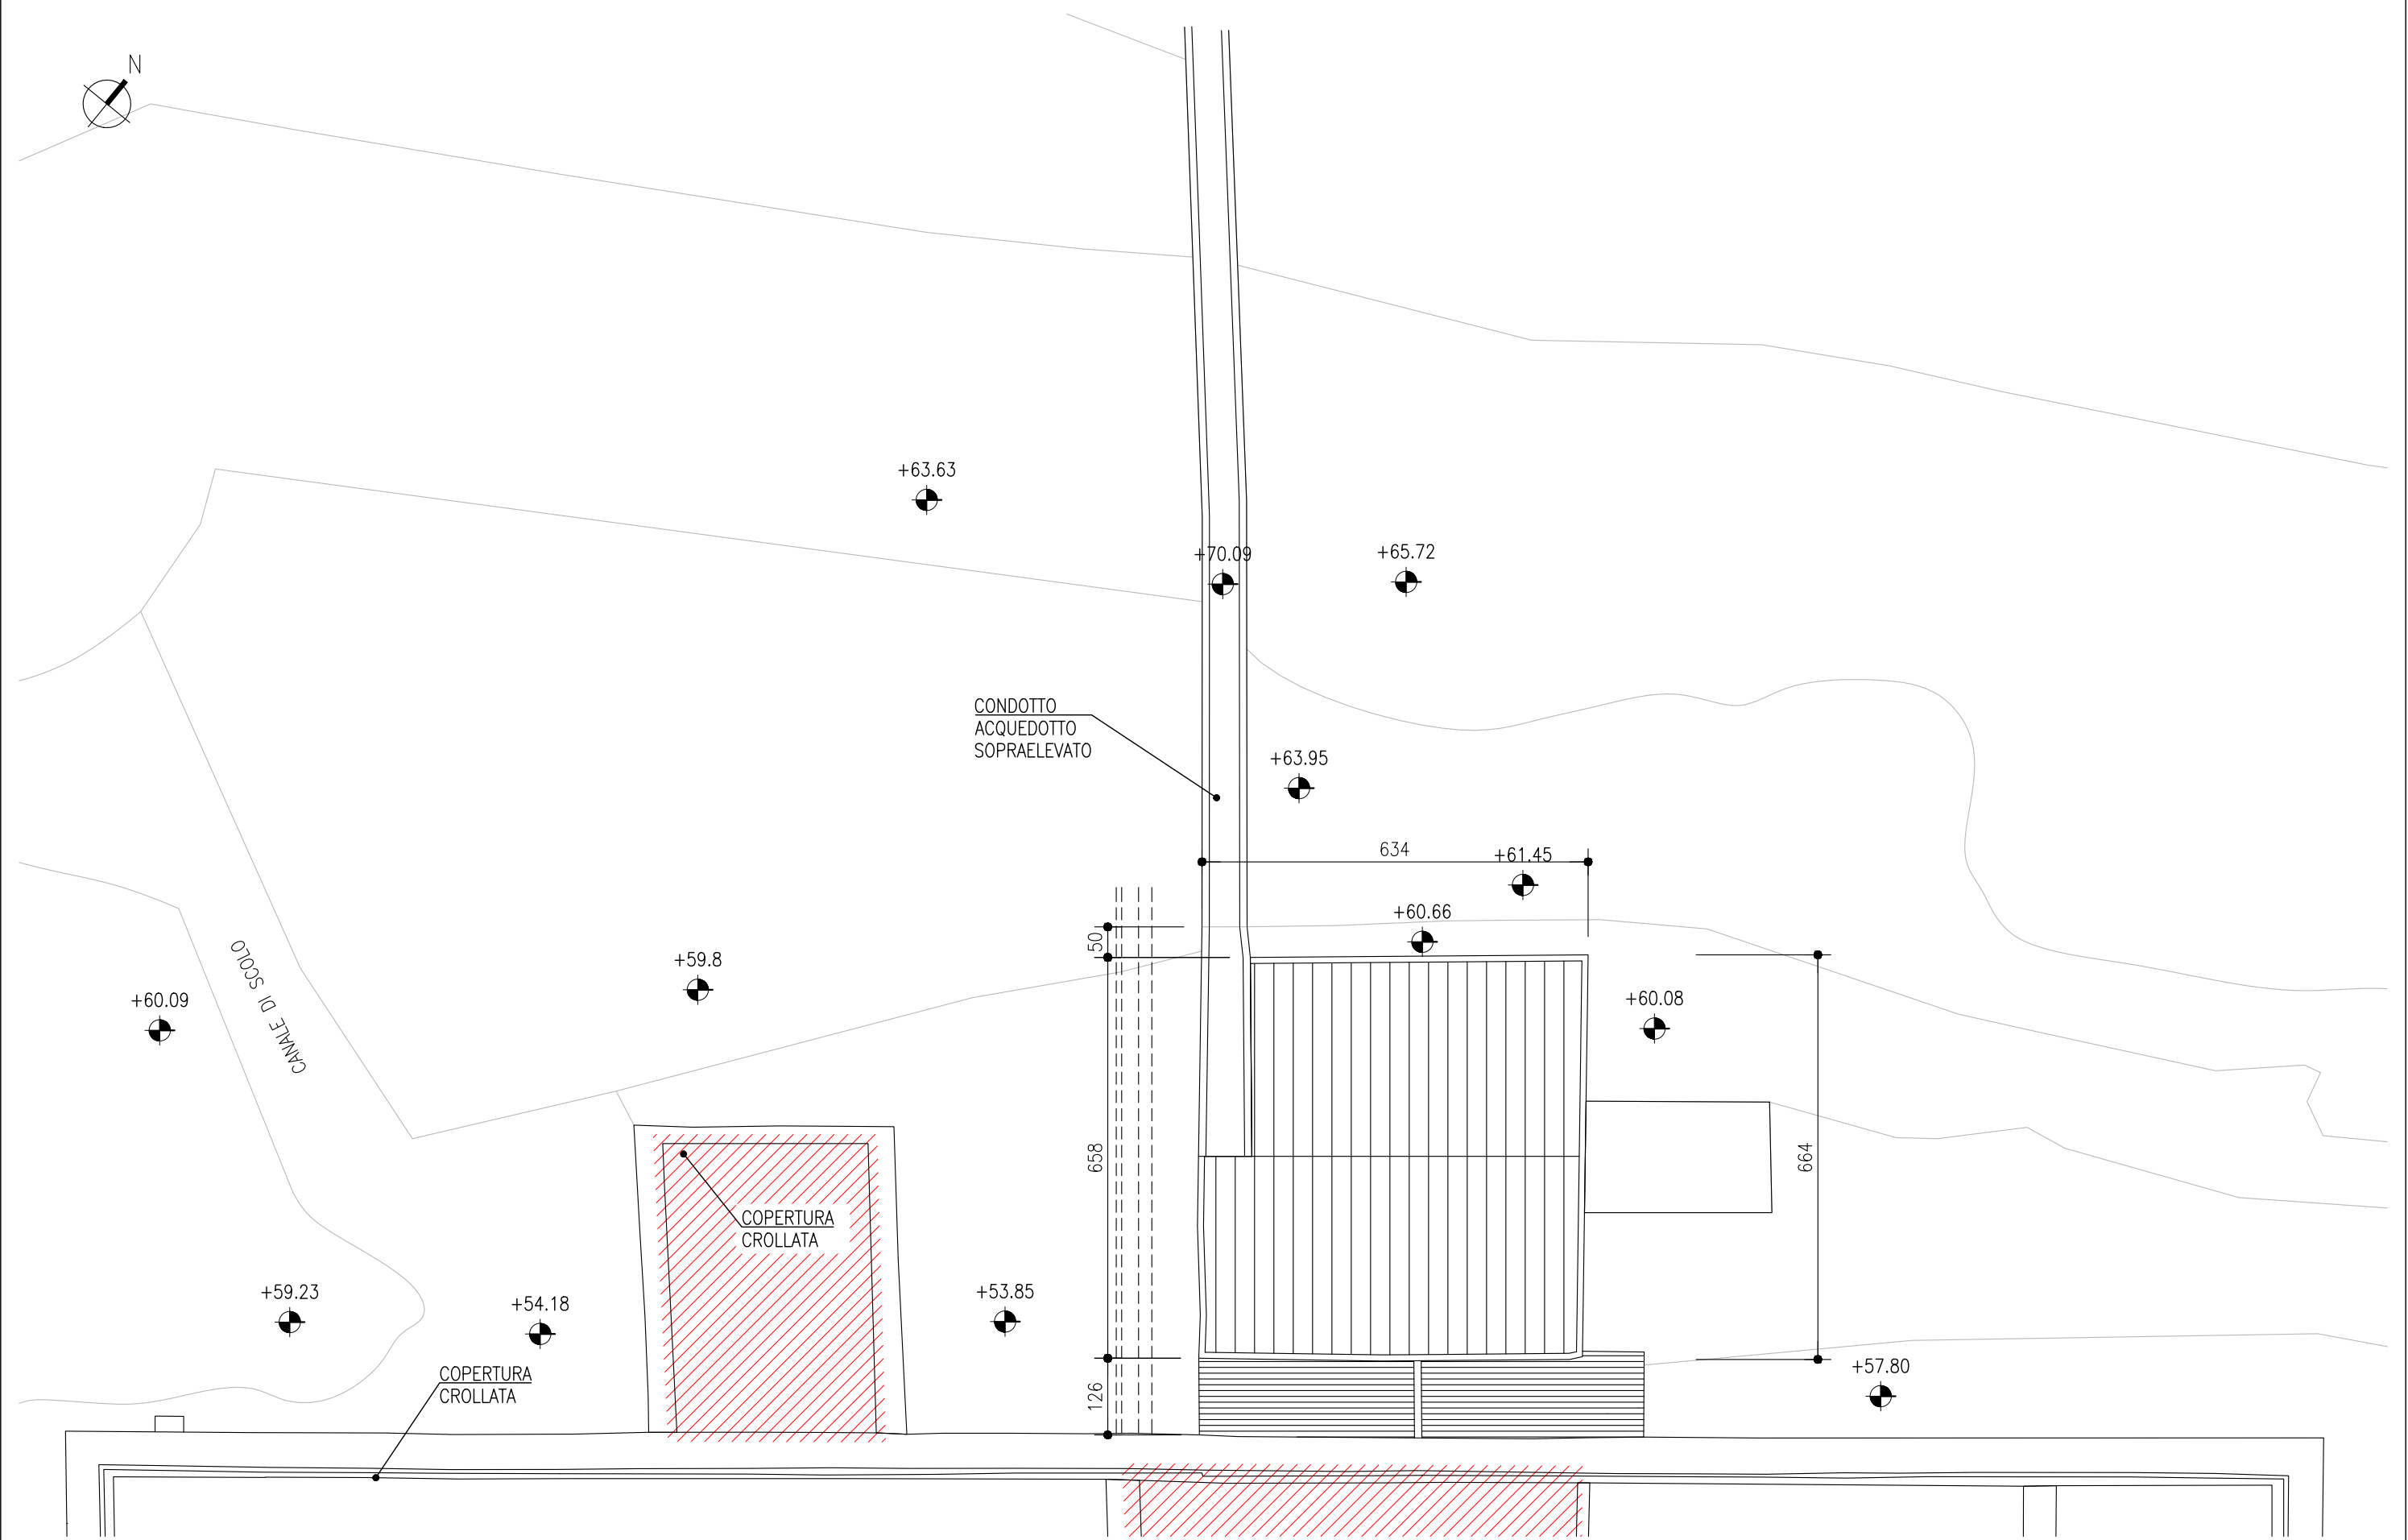 N
+63.63
+70.09
+65.72
CONDOTTO
ACQUEDOTTO
SOPRAELEVATO
+63.95
634
+61.45
+60.66
50
CANALE DI SCOLO
+59.8
+60.09
+60.08
658
664
COPERTURA
CROLLATA
+59.23
+54.18
+53.85
COPERTURA
CROLLATA
126
+57.80